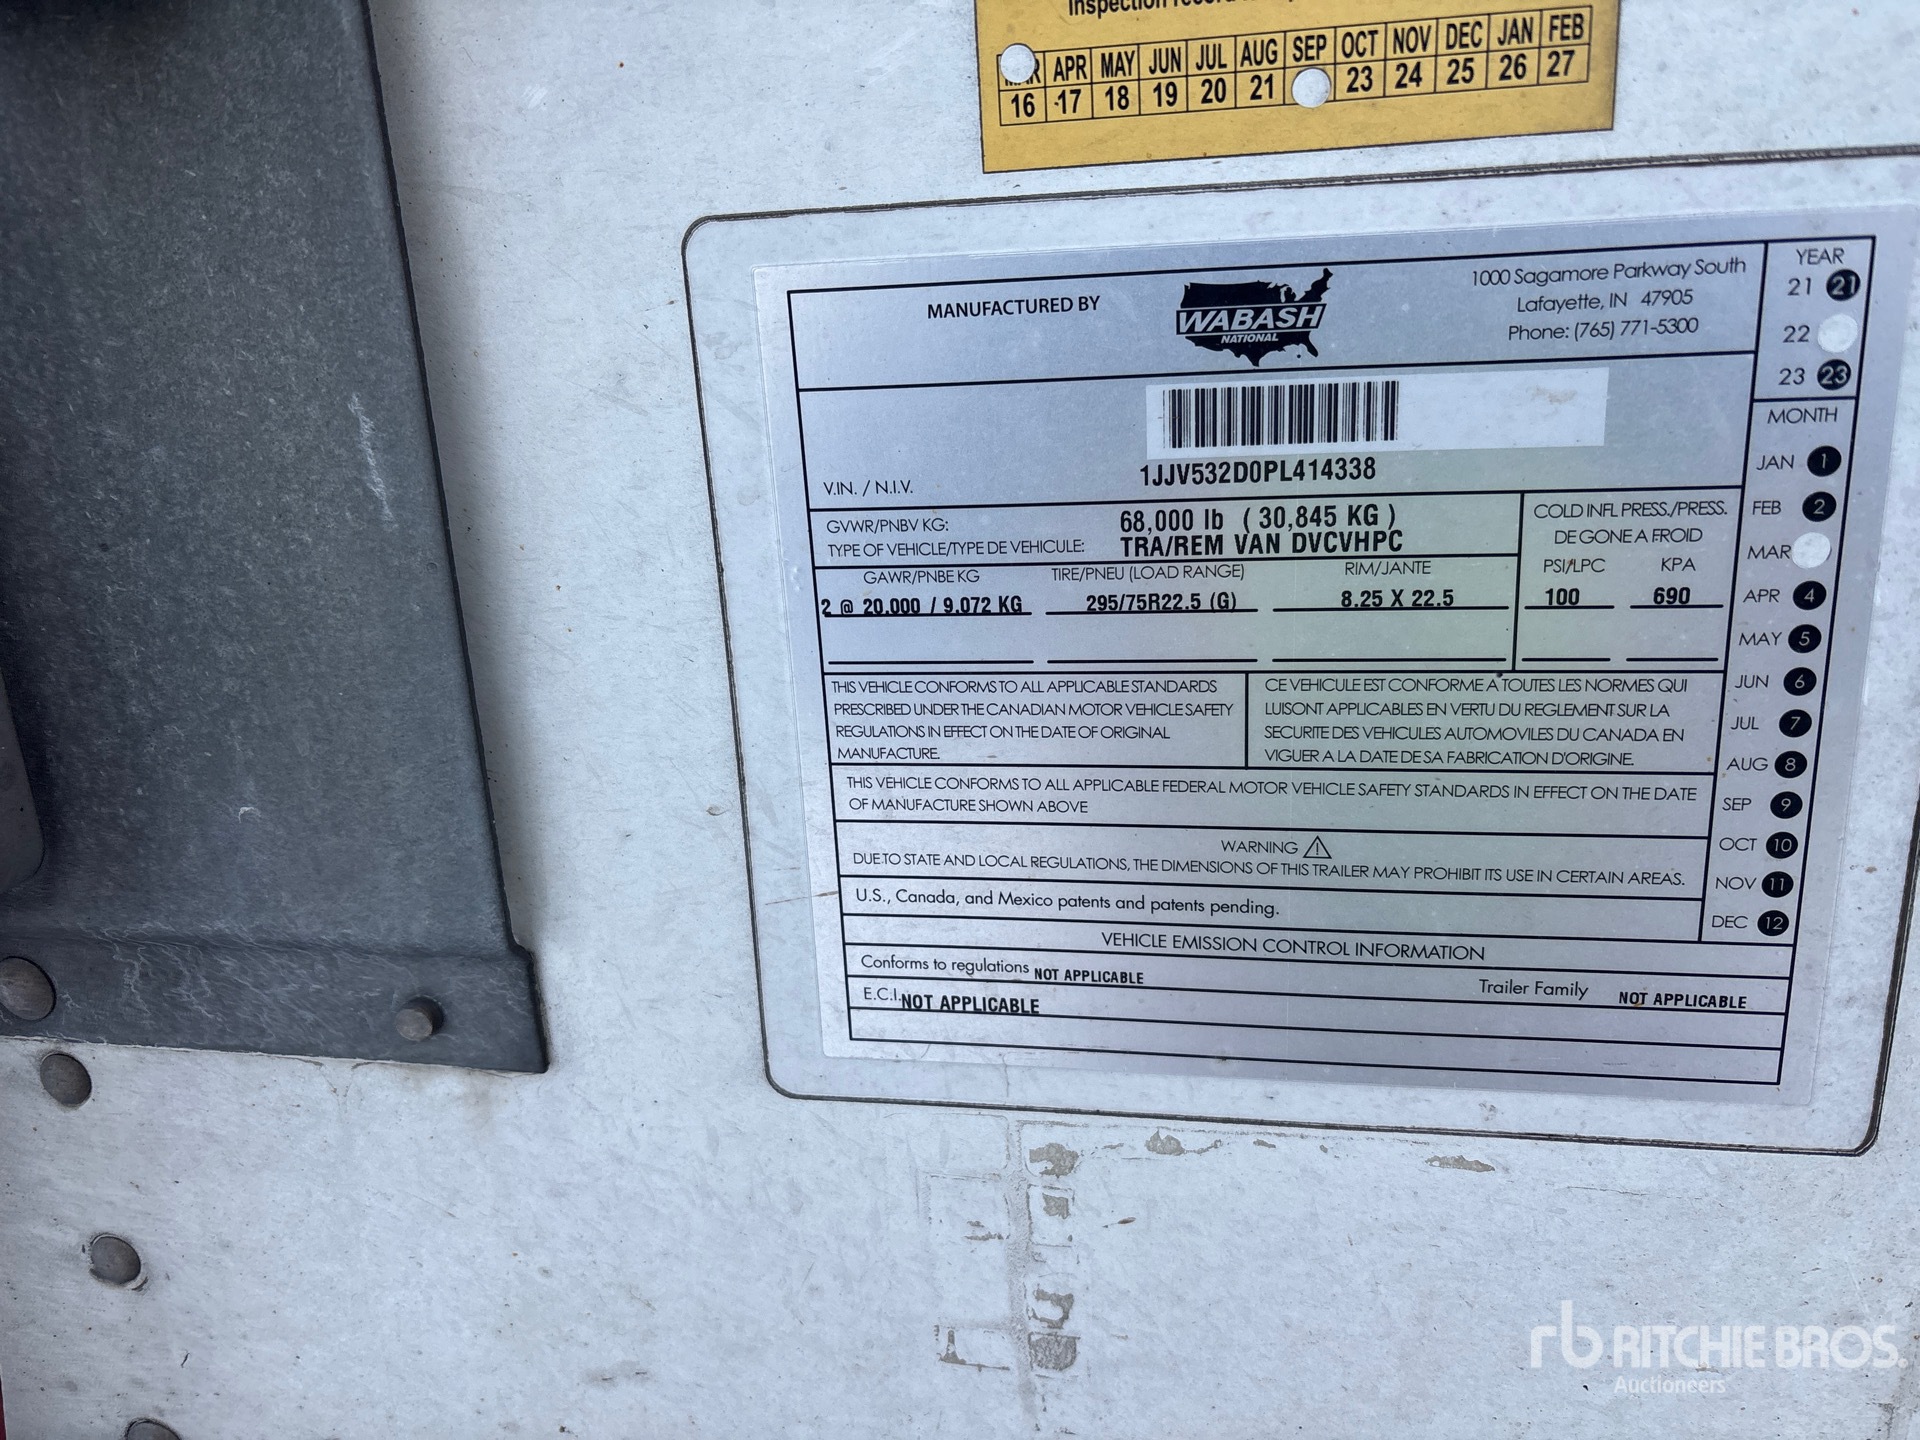 Inspection record
MAR APR MAY JUN JUL AUG SEP OCT NOV DEC JAN FEB
16 17 18 19 20 21 23 24 25 26 27
MANUFACTURED BY
WABASH
NATIONAL
1000 Sagamore Parkway South
Lafayette, IN 47905
Phone: (765) 771-5300
YEAR
21 21
22
23 23
MONTH
JAN 1
FEB 2
MAR
APR 4
MAY 5
JUN 6
JUL 7
AUG 8
SEP 9
OCT 10
NOV 11
DEC 12
V.IN. / N.I.V.
1JJV532D0PL414338
GVWR/PNBV KG: 68,000 lb ( 30,845 KG )
TYPE OF VEHICLE/TYPE DE VEHICULE: TRA/REM VAN DVCVHPC
COLD INFL PRESS./PRESS.
DE GONE A FROID
GAWR/PNBE KG TIRE/PNEU (LOAD RANGE) RIM/JANTE PSI/LPC KPA
2 @ 20,000 / 9,072 KG 295/75R22.5 (G) 8.25 X 22.5 100 690
THIS VEHICLE CONFORMS TO ALL APPLICABLE STANDARDS
PRESCRIBED UNDER THE CANADIAN MOTOR VEHICLE SAFETY
REGULATIONS IN EFFECT ON THE DATE OF ORIGINAL
MANUFACTURE.
CE VEHICULE EST CONFORME A TOUTES LES NORMES QUI
LUISONT APPLICABLES EN VERTU DU REGLEMENT SUR LA
SECURITE DES VEHICULES AUTOMOVILES DU CANADA EN
VIGUER A LA DATE DE SA FABRICATION D'ORIGINE.
THIS VEHICLE CONFORMS TO ALL APPLICABLE FEDERAL MOTOR VEHICLE SAFETY STANDARDS IN EFFECT ON THE DATE
OF MANUFACTURE SHOWN ABOVE
WARNING
DUE TO STATE AND LOCAL REGULATIONS, THE DIMENSIONS OF THIS TRAILER MAY PROHIBIT ITS USE IN CERTAIN AREAS.
U.S., Canada, and Mexico patents and patents pending.
VEHICLE EMISSION CONTROL INFORMATION
Conforms to regulations NOT APPLICABLE
Trailer Family NOT APPLICABLE
E.C.I. NOT APPLICABLE
rb RITCHIE BROS.
Auctioneers